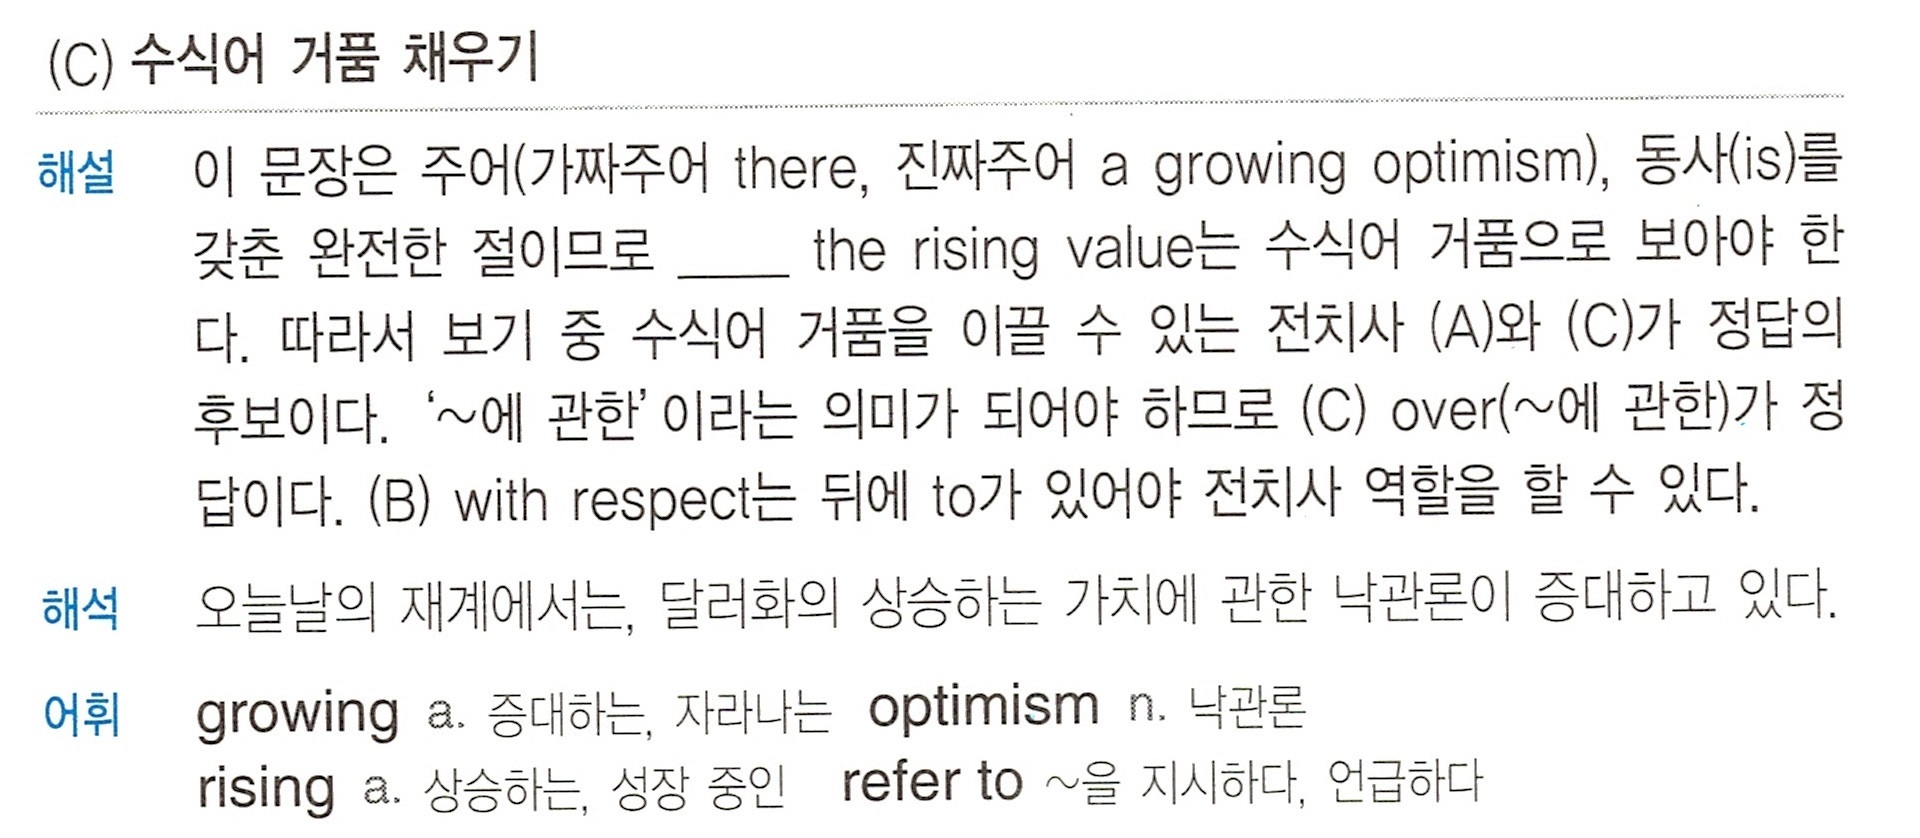 (C) 수식어 거품 채우기
해설 이 문장은 주어(가짜주어 there, 진짜주어 a growing optimism), 동사(is)를
갖춘 완전한 절이므로 ____ the rising value는 수식어 거품으로 보아야 한
다. 따라서 보기 중 수식어 거품을 이끌 수 있는 전치사 (A)와 (C)가 정답의
후보이다. ‘~에 관한’이라는 의미가 되어야 하므로 (C) over(~에 관한)가 정
답이다. (B) with respect는 뒤에 to가 있어야 전치사 역할을 할 수 있다.
해석 오늘날의 재계에서는, 달러화의 상승하는 가치에 관한 낙관론이 증대하고 있다.
어휘 growing a. 증대하는, 자라나는 optimism n. 낙관론
rising a. 상승하는, 성장 중인 refer to ~을 지시하다, 언급하다